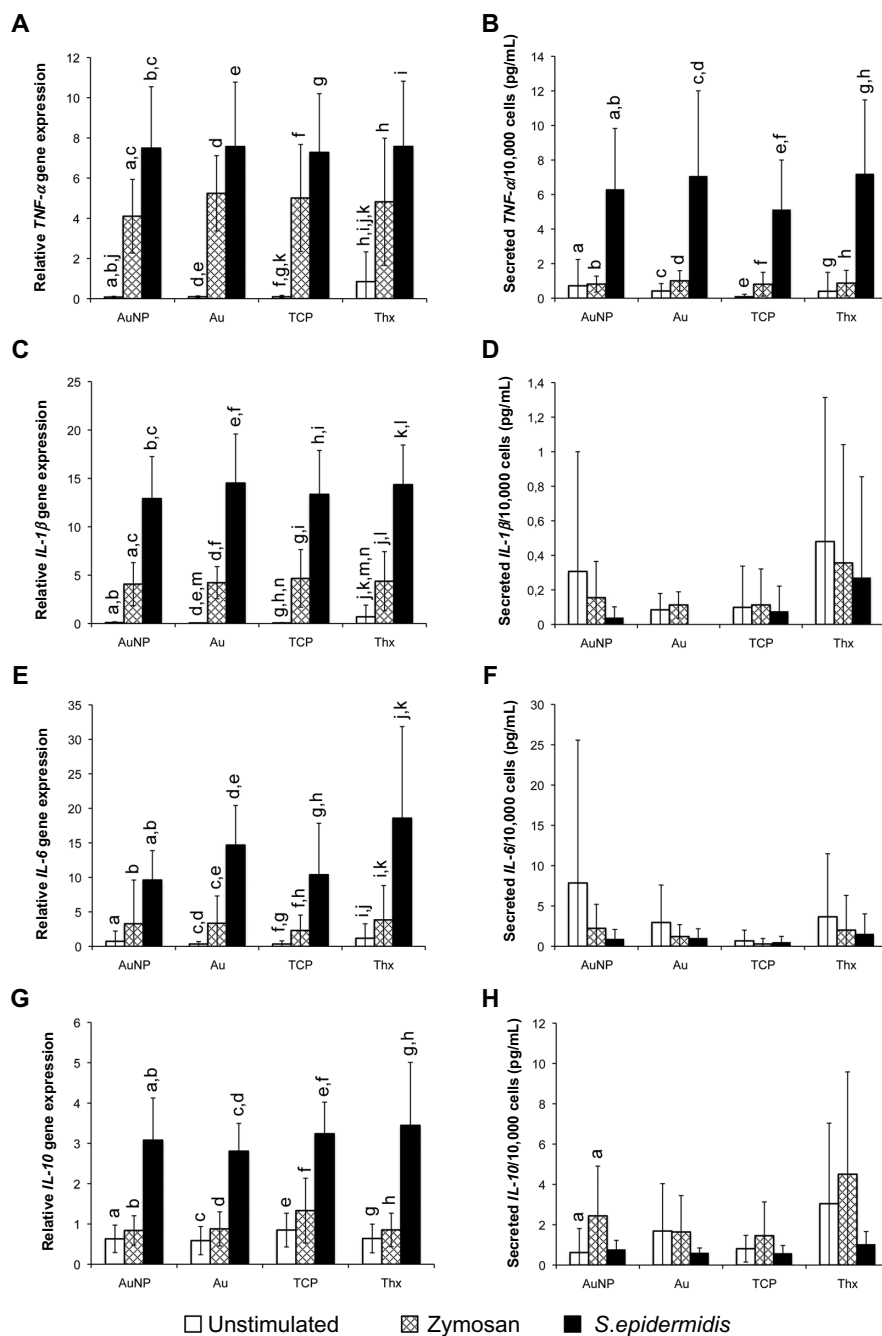 A
Relative TNF-α gene expression
12
10
8
6
4
2
0
a,b,j
a,c
b,c
d,e
d
e
f,g,k
f
g
h,i,j,k
h
i
AuNP Au TCP Thx
B
Secreted TNF-α/10,000 cells (pg/mL)
14
12
10
8
6
4
2
0
a
b
a,b
c
d
c,d
e
f
e,f
g
h
g,h
AuNP Au TCP Thx
C
Relative IL-1β gene expression
25
20
15
10
5
0
a,b
a,c
b,c
d,e,m
d,f
e,f
g,h,n
g,i
h,i
j,k,m,n
j,l
k,l
AuNP Au TCP Thx
D
Secreted IL-1β/10,000 cells (pg/mL)
1,4
1,2
1
0,8
0,6
0,4
0,2
0
AuNP Au TCP Thx
E
Relative IL-6 gene expression
35
30
25
20
15
10
5
0
a
b
a,b
c,d
c,e
d,e
f,g
f,h
g,h
i,j
i,k
j,k
AuNP Au TCP Thx
F
Secreted IL-6/10,000 cells (pg/mL)
30
25
20
15
10
5
0
AuNP Au TCP Thx
G
Relative IL-10 gene expression
6
5
4
3
2
1
0
a
b
a,b
c
d
c,d
e
f
e,f
g
h
g,h
AuNP Au TCP Thx
H
Secreted IL-10/10,000 cells (pg/mL)
12
10
8
6
4
2
0
a
a
AuNP Au TCP Thx
Unstimulated Zymosan S.epidermidis